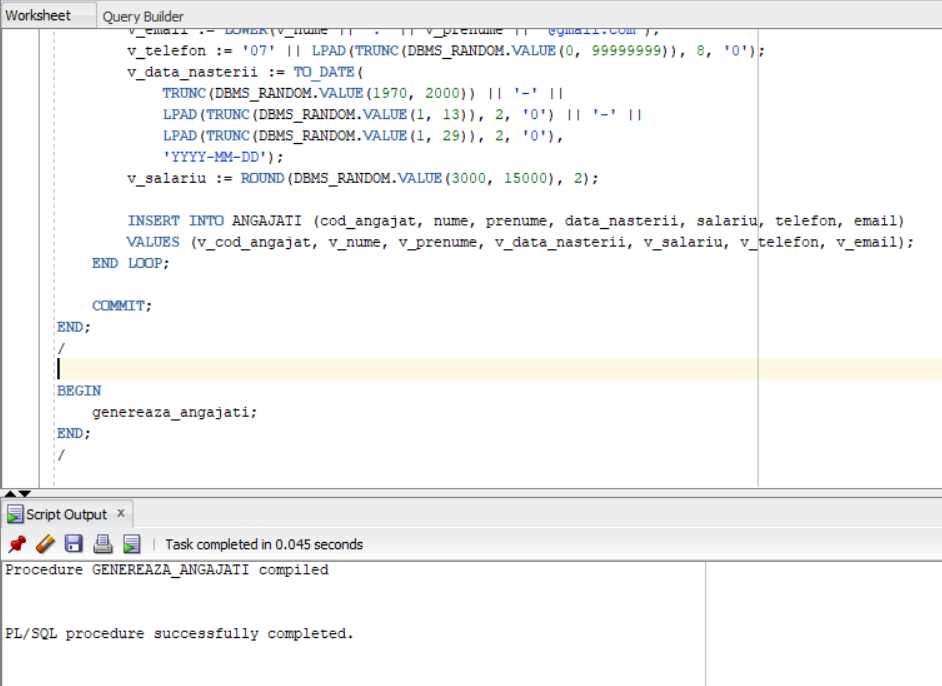 Worksheet Query Builder
v_email := LOWER(v_nume || '.' || v_prenume || '@gmail.com');
v_telefon := '07' || LPAD(TRUNC(DBMS_RANDOM.VALUE(0, 99999999)), 8, '0');
v_data_nasterii := TO_DATE(
TRUNC(DBMS_RANDOM.VALUE(1970, 2000)) || '-' ||
LPAD(TRUNC(DBMS_RANDOM.VALUE(1, 13)), 2, '0') || '-' ||
LPAD(TRUNC(DBMS_RANDOM.VALUE(1, 29)), 2, '0'),
'YYYY-MM-DD');
v_salariu := ROUND(DBMS_RANDOM.VALUE(3000, 15000), 2);
INSERT INTO ANGAJATI (cod_angajat, nume, prenume, data_nasterii, salariu, telefon, email)
VALUES (v_cod_angajat, v_nume, v_prenume, v_data_nasterii, v_salariu, v_telefon, v_email);
END LOOP;
COMMIT;
END;
/
BEGIN
genereaza_angajati;
END;
/
Script Output x
Task completed in 0.045 seconds
Procedure GENEREAZA_ANGAJATI compiled
PL/SQL procedure successfully completed.